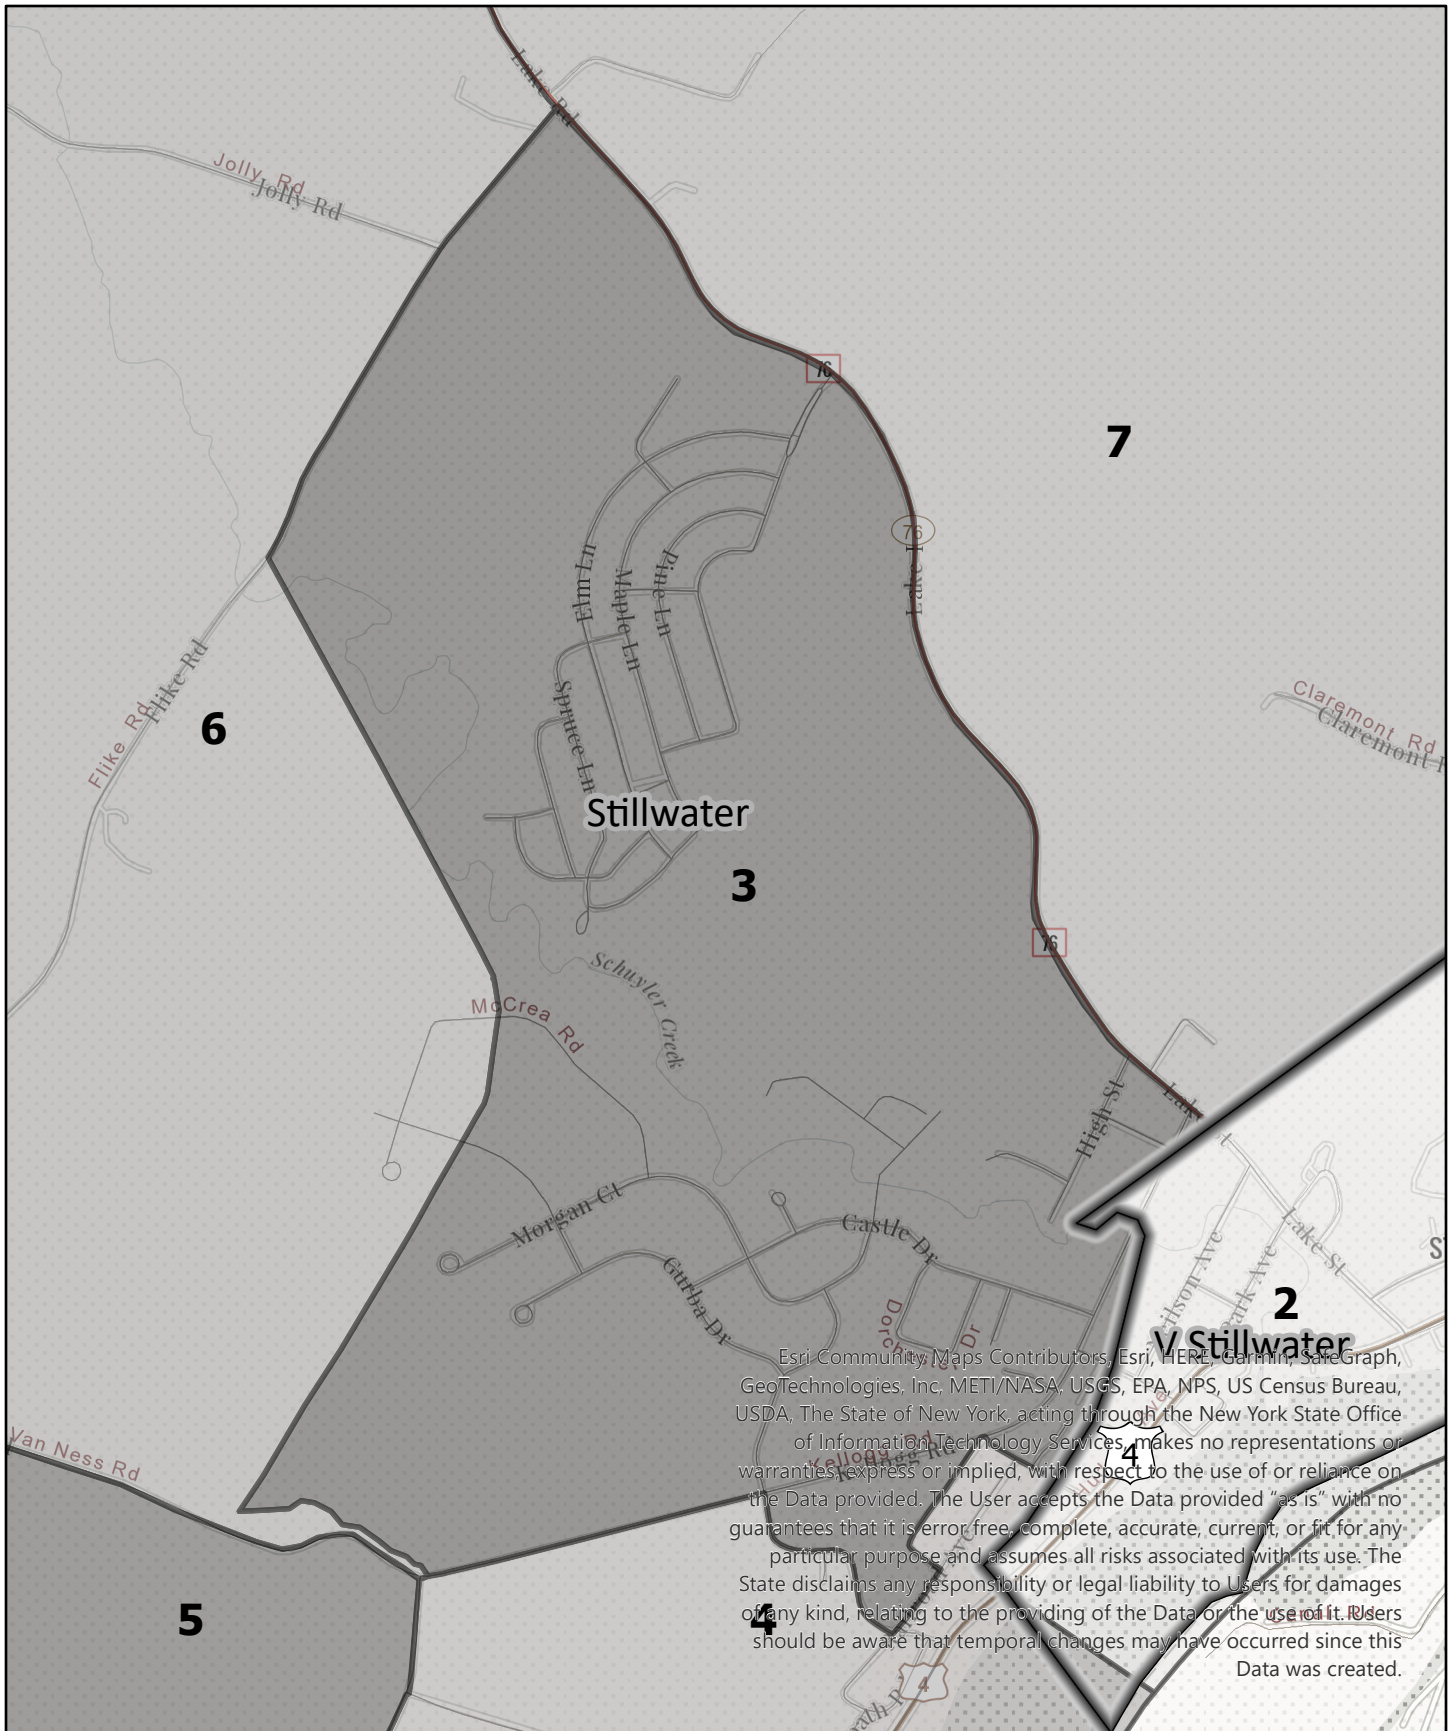 Lake Rd
Jolly Rd
Jolly Rd
76
7
76
Lake
Elm Ln
Maple Ln
Pine Ln
Flike Rd
Flike Rd
6
Spruce Ln
Claremont Rd
Claremont
Stillwater
3
76
Schuyler Creek
McCrea Rd
High St
Morgan Ct
Castle Dr
Gurba Dr
Dorchester Dr
Lake St
Park Ave
2
V Stillwater
Van Ness Rd
Kellogg Rd
4
Esri Community Maps Contributors, Esri, HERE, Garmin, SafeGraph,
GeoTechnologies, Inc, METI/NASA, USGS, EPA, NPS, US Census Bureau,
USDA, The State of New York, acting through the New York State Office
of Information Technology Services, makes no representations or
warranties, express or implied, with respect to the use of or reliance on
the Data provided. The User accepts the Data provided “as is” with no
guarantees that it is error free, complete, accurate, current, or fit for any
particular purpose and assumes all risks associated with its use. The
State disclaims any responsibility or legal liability to Users for damages
of any kind, relating to the providing of the Data or the use of it. Users
should be aware that temporal changes may have occurred since this
Data was created.
5
4
4